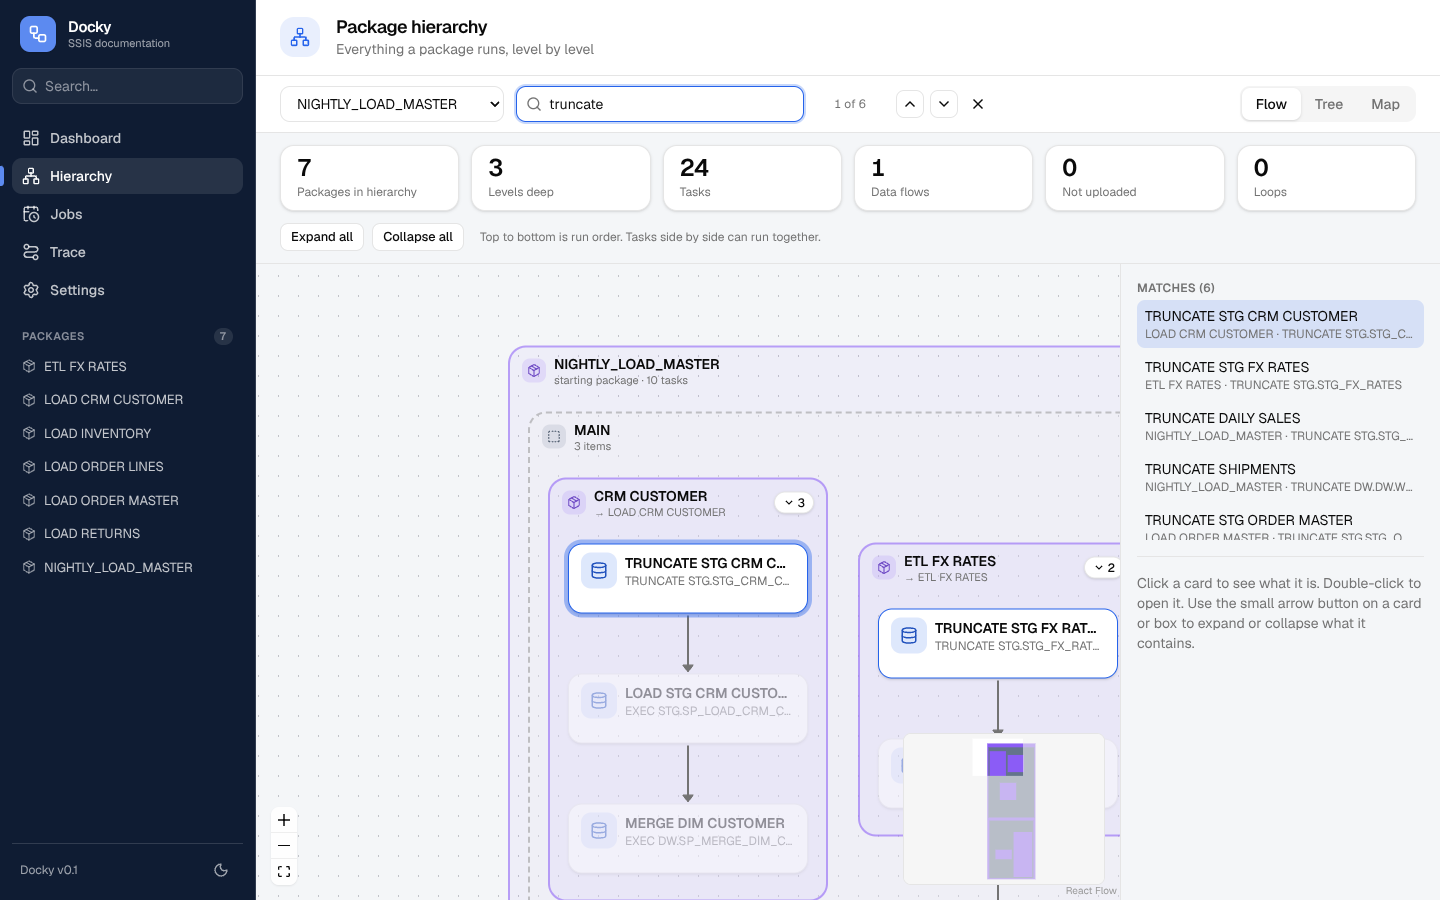 Docky
SSIS documentation
Search...
Dashboard
Hierarchy
Jobs
Trace
Settings
PACKAGES
7
ETL FX RATES
LOAD CRM CUSTOMER
LOAD INVENTORY
LOAD ORDER LINES
LOAD ORDER MASTER
LOAD RETURNS
NIGHTLY_LOAD_MASTER
Docky v0.1
Package hierarchy
Everything a package runs, level by level
NIGHTLY_LOAD_MASTER
truncate
1 of 6
Flow
Tree
Map
7
Packages in hierarchy
3
Levels deep
24
Tasks
1
Data flows
0
Not uploaded
0
Loops
Expand all
Collapse all
Top to bottom is run order. Tasks side by side can run together.
NIGHTLY_LOAD_MASTER
starting package · 10 tasks
MAIN
3 items
CRM CUSTOMER
→ LOAD CRM CUSTOMER
3
TRUNCATE STG CRM C...
TRUNCATE STG.STG_CRM_C...
LOAD STG CRM CUSTO...
EXEC STG.SP_LOAD_CRM_C...
MERGE DIM CUSTOMER
EXEC DW.SP_MERGE_DIM_C...
ETL FX RATES
→ ETL FX RATES
2
TRUNCATE STG FX RAT...
TRUNCATE STG.STG_FX_RAT...
React Flow
MATCHES (6)
TRUNCATE STG CRM CUSTOMER
LOAD CRM CUSTOMER · TRUNCATE STG.STG_C...
TRUNCATE STG FX RATES
ETL FX RATES · TRUNCATE STG.STG_FX_RATES
TRUNCATE DAILY SALES
NIGHTLY_LOAD_MASTER · TRUNCATE STG.STG_...
TRUNCATE SHIPMENTS
NIGHTLY_LOAD_MASTER · TRUNCATE DW.DW.W...
TRUNCATE STG ORDER MASTER
LOAD ORDER MASTER · TRUNCATE STG.STG_O...
Click a card to see what it is. Double-click to
open it. Use the small arrow button on a card
or box to expand or collapse what it
contains.